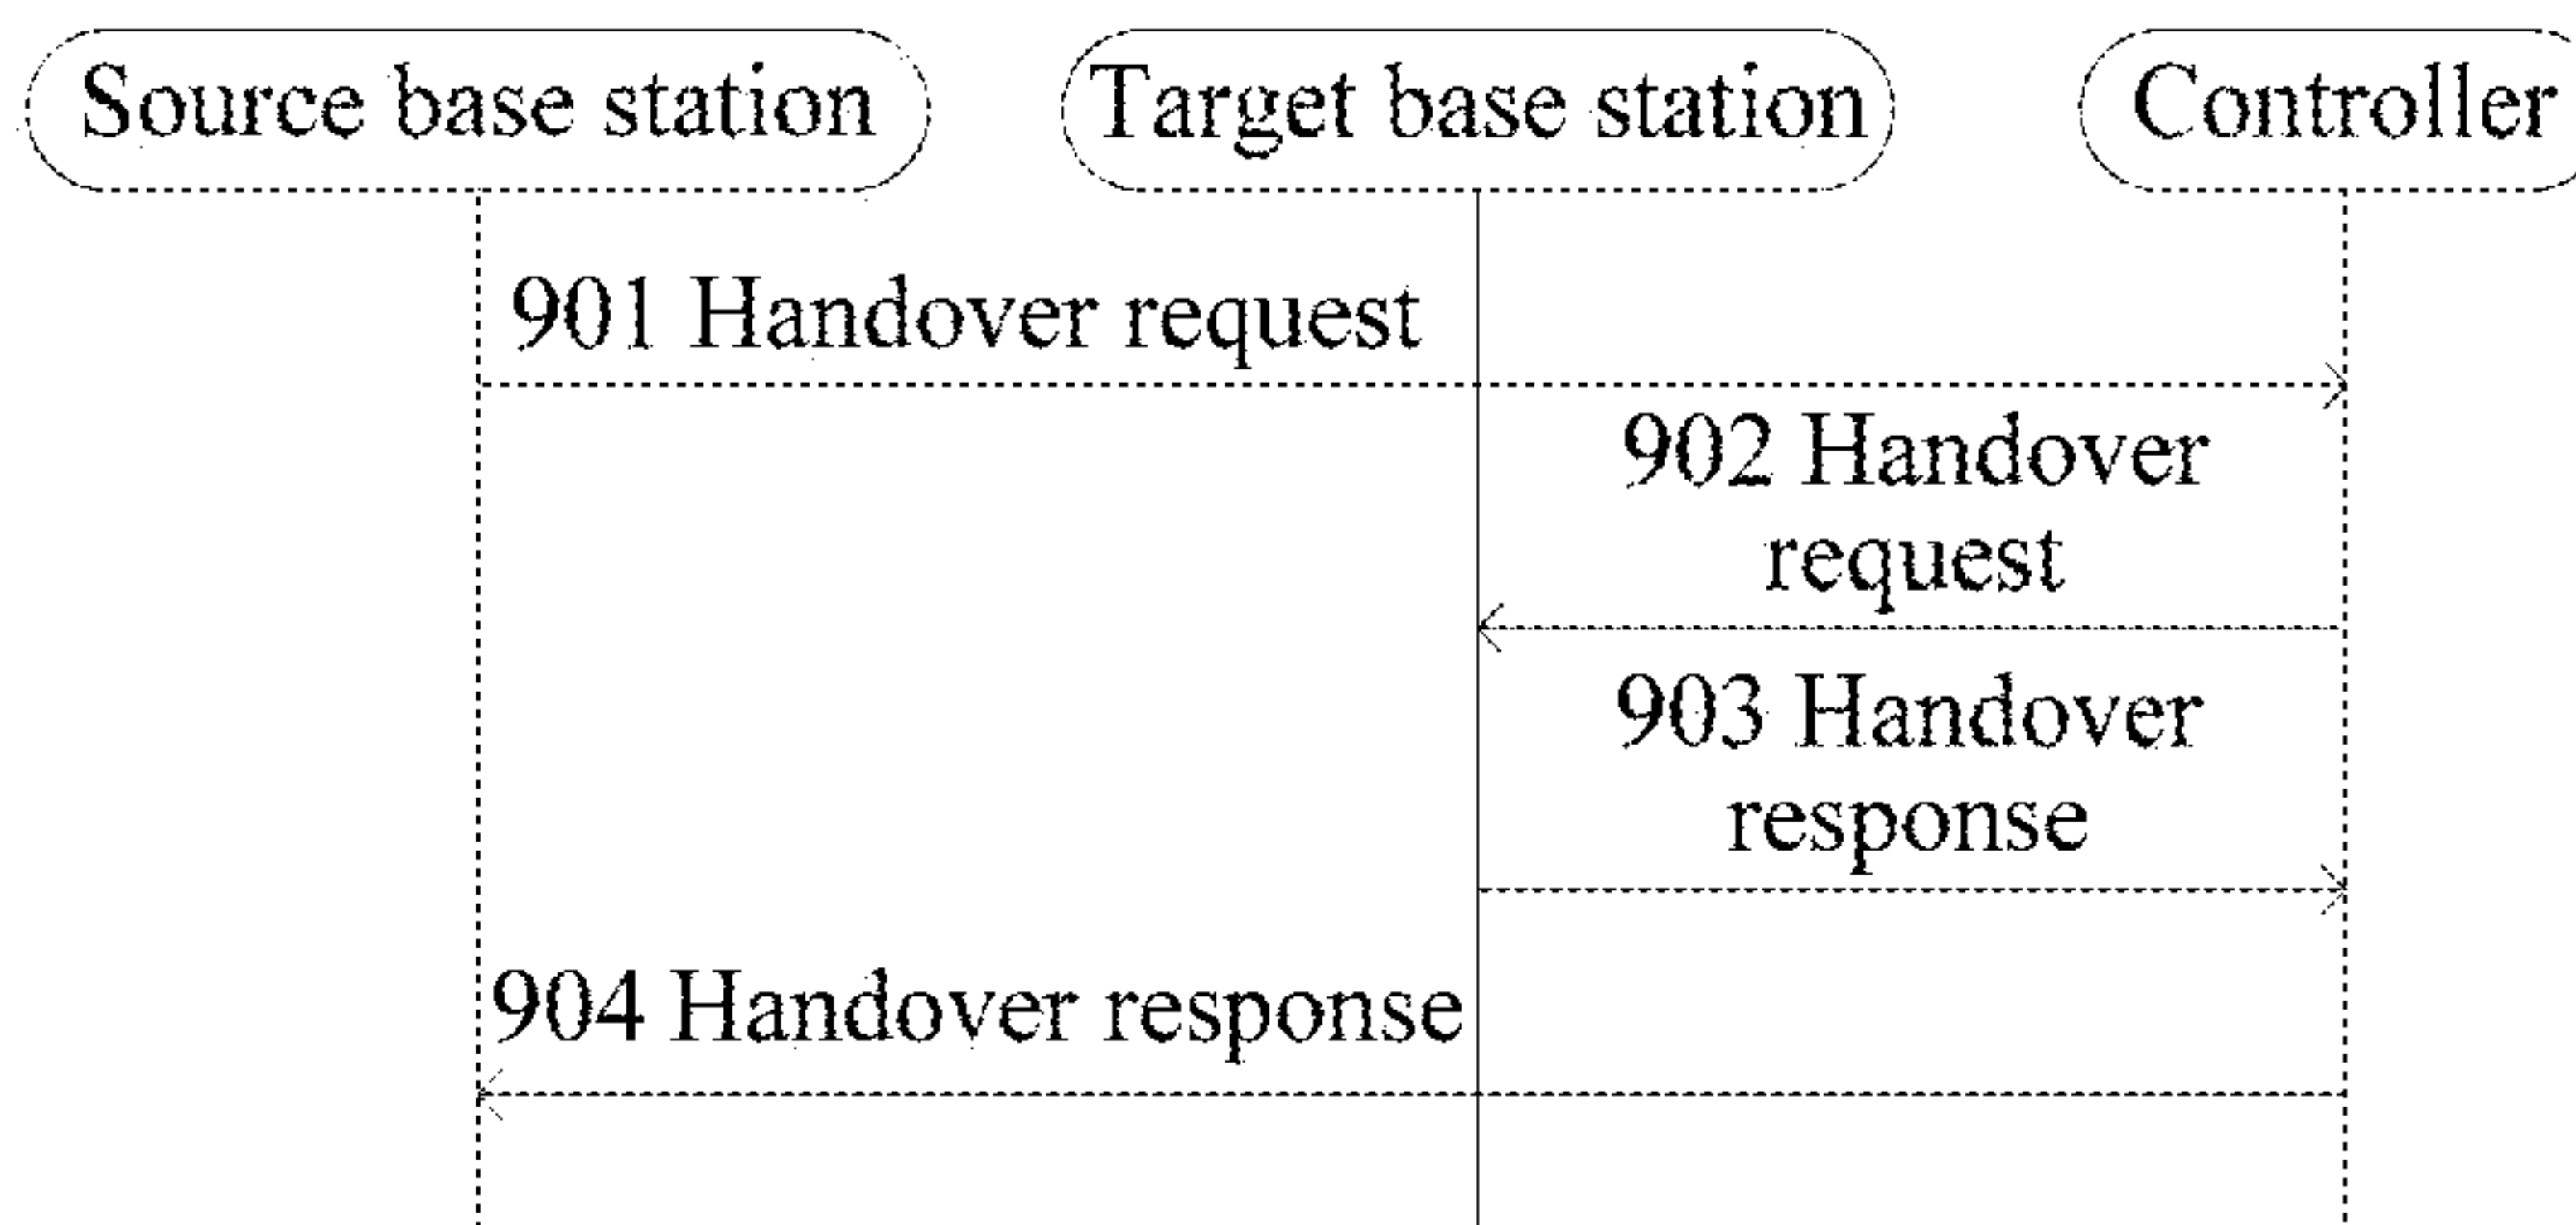 Source base station
Target base station
Controller
901 Handover request
902 Handover
request
903 Handover
response
904 Handover response